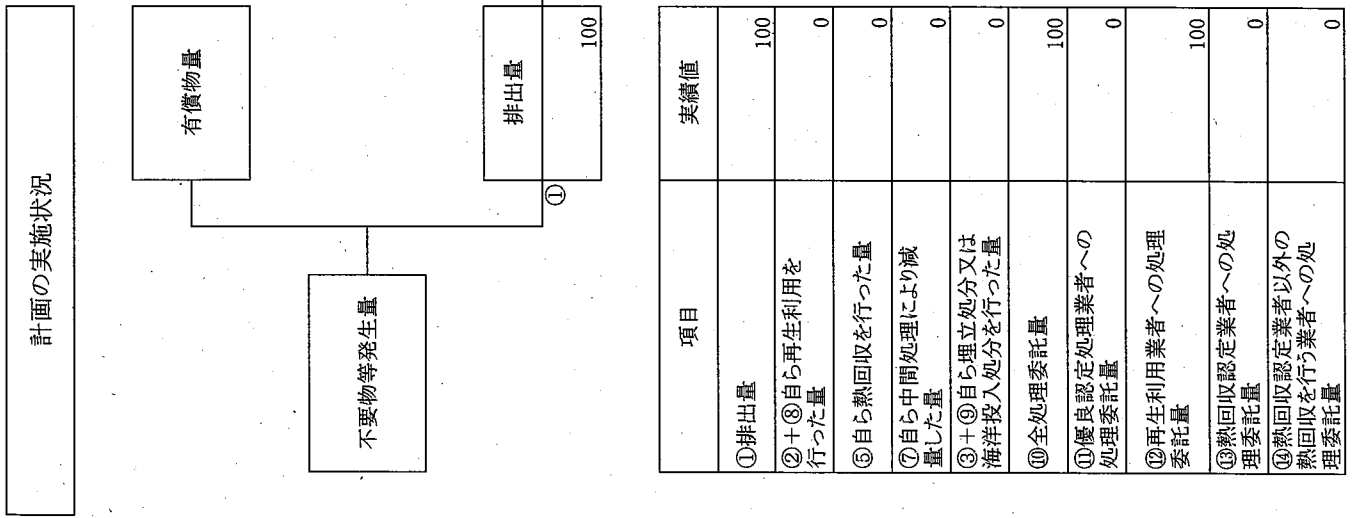 計画の実施状況
有償物量
不要物等発生量
排出量
①
100
項目
実績値
①排出量
100
②+⑧自ら再生利用を
行った量
0
⑤自ら熱回収を行った量
0
⑦自ら中間処理により減
量した量
0
③+⑨自ら埋立処分又は
海洋投入処分を行った量
0
⑩全処理委託量
100
⑪優良認定処理業者への
処理委託量
0
⑫再生利用業者への処理
委託量
100
⑬熱回収認定業者への処
理委託量
0
⑭熱回収認定業者以外の
熱回収を行う業者への処
理委託量
0